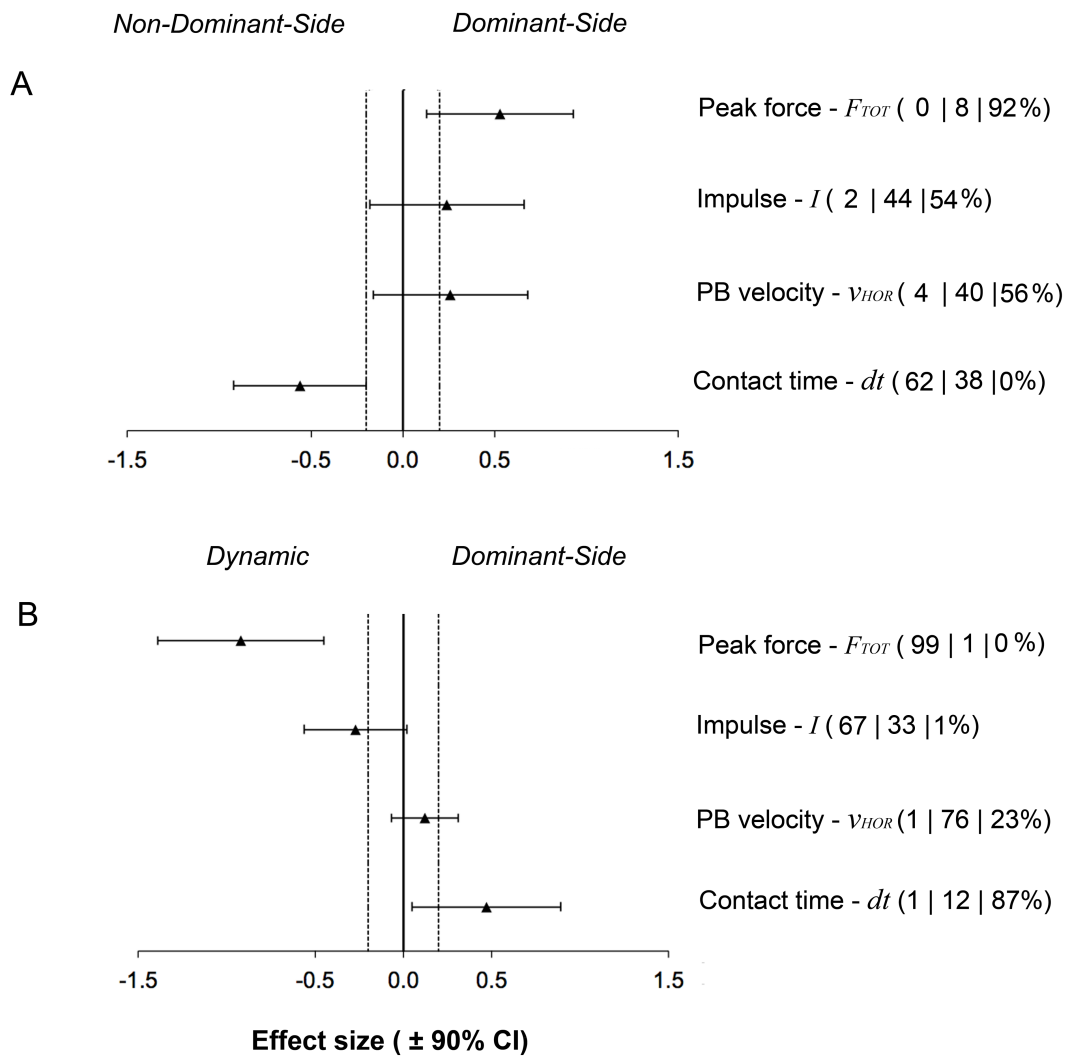 Non-Dominant-Side Dominant-Side
A
Peak force - FTOT ( 0 | 8 | 92%)
Impulse - I ( 2 | 44 | 54%)
PB velocity - vHOR ( 4 | 40 | 56%)
Contact time - dt ( 62 | 38 | 0%)
-1.5 -0.5 0.0 0.5 1.5
Dynamic Dominant-Side
B
Peak force - FTOT ( 99 | 1 | 0 %)
Impulse - I ( 67 | 33 | 1%)
PB velocity - vHOR (1 | 76 | 23%)
Contact time - dt (1 | 12 | 87%)
-1.5 -0.5 0.0 0.5 1.5
Effect size ( ± 90% CI)